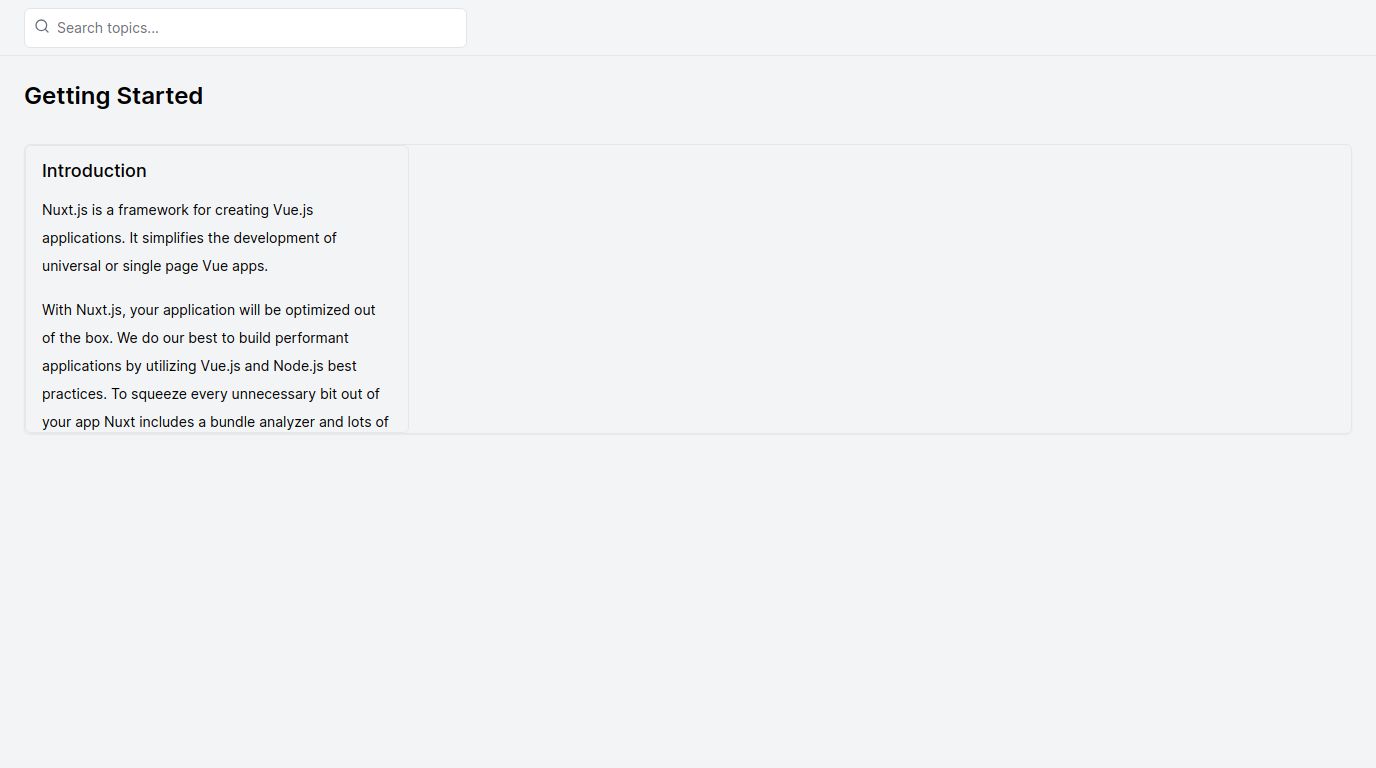 Search topics...
Getting Started
Introduction
Nuxt.js is a framework for creating Vue.js
applications. It simplifies the development of
universal or single page Vue apps.
With Nuxt.js, your application will be optimized out
of the box. We do our best to build performant
applications by utilizing Vue.js and Node.js best
practices. To squeeze every unnecessary bit out of
your app Nuxt includes a bundle analyzer and lots of